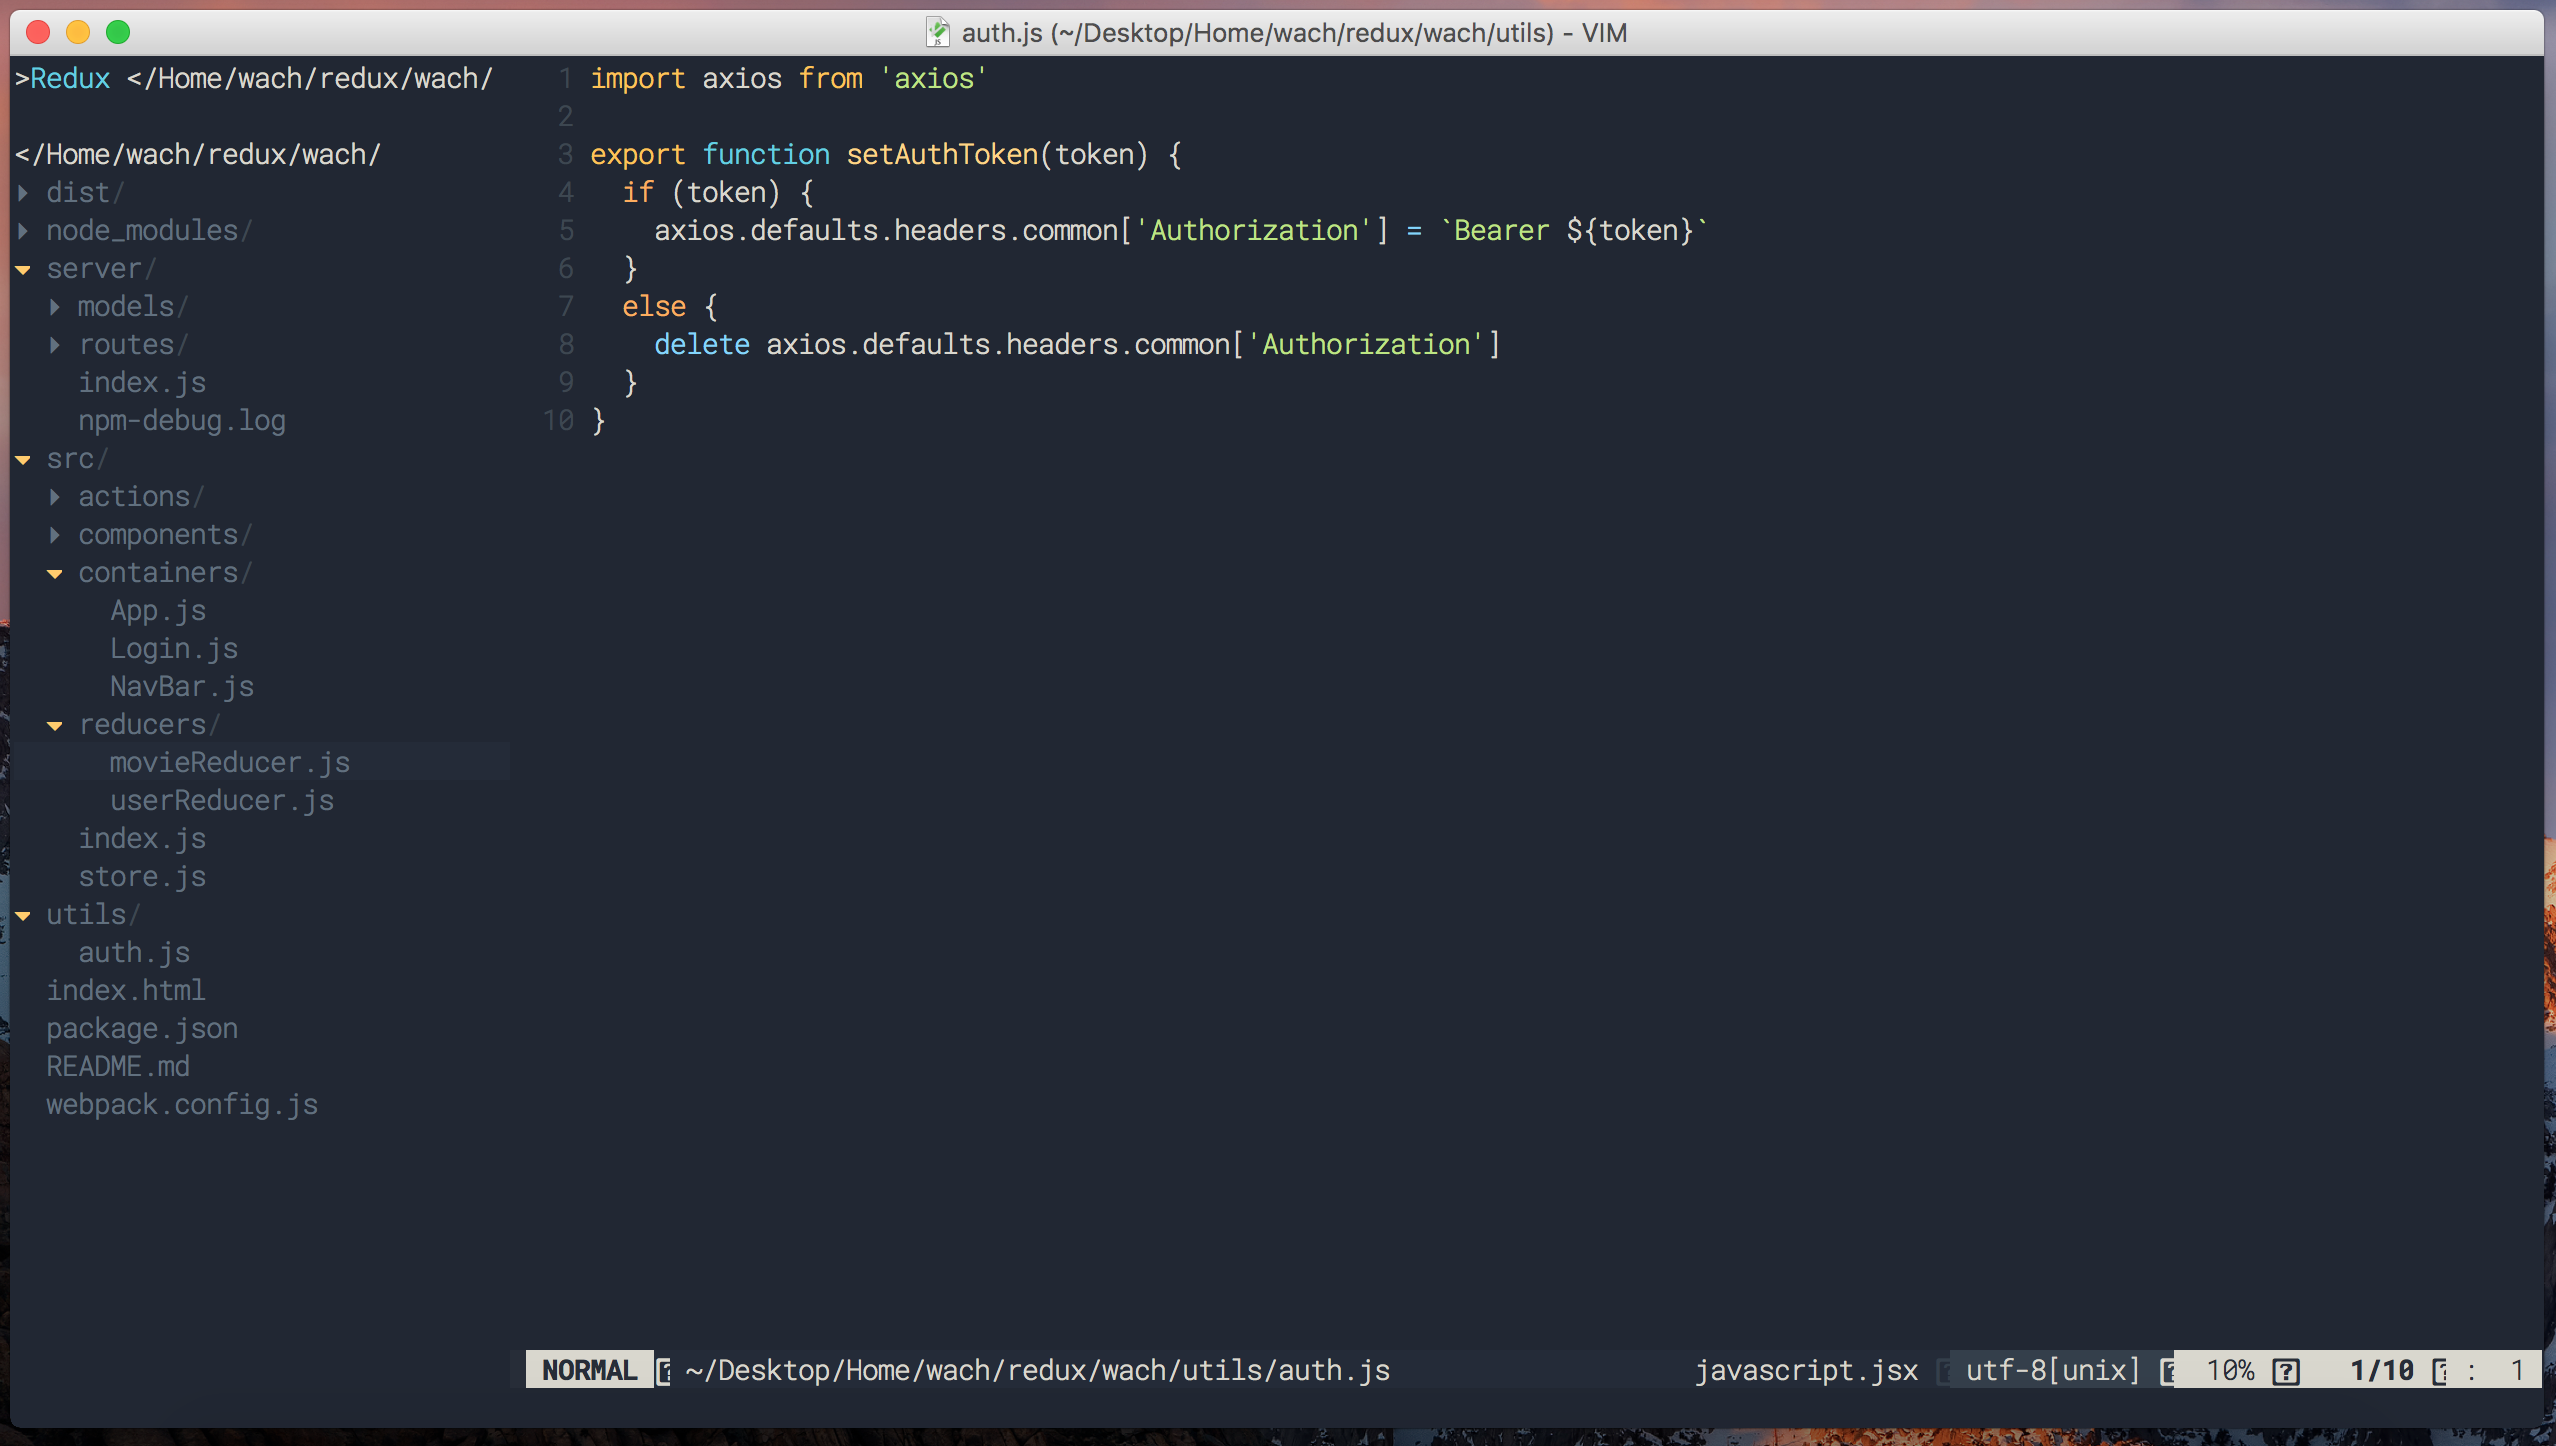 auth.js (~/Desktop/Home/wach/redux/wach/utils) - VIM
>Redux </Home/wach/redux/wach/
</Home/wach/redux/wach/
dist/
node_modules/
server/
models/
routes/
index.js
npm-debug.log
src/
actions/
components/
containers/
App.js
Login.js
NavBar.js
reducers/
movieReducer.js
userReducer.js
index.js
store.js
utils/
auth.js
index.html
package.json
README.md
webpack.config.js
1 import axios from 'axios'
2
3 export function setAuthToken(token) {
4   if (token) {
5     axios.defaults.headers.common['Authorization'] = `Bearer ${token}`
6   }
7   else {
8     delete axios.defaults.headers.common['Authorization']
9   }
10 }
NORMAL ~/Desktop/Home/wach/redux/wach/utils/auth.js javascript.jsx utf-8[unix] 10% 1/10 : 1